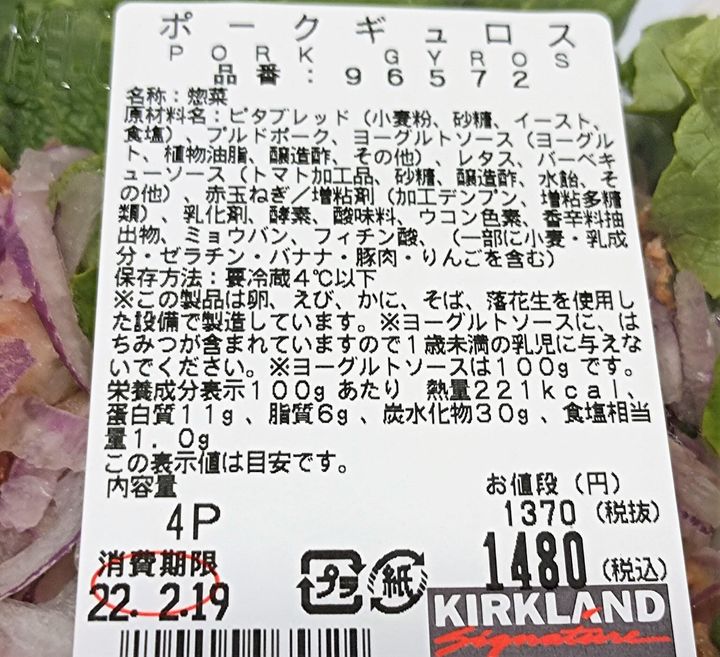 ポークギュロス
PORK GYROS
品番:96572
名称:惣菜
原材料名:ピタブレッド(小麦粉、砂糖、イースト、
食塩)、プルドポーク、ヨーグルトソース(ヨーグル
ト、植物油脂、醸造酢、その他)、レタス、バーベキ
ューソース(トマト加工品、砂糖、醸造酢、水飴、そ
の他)、赤玉ねぎ/増粘剤(加工デンプン、増粘多糖
類)、乳化剤、酵素、酸味料、ウコン色素、香辛料抽
出物、ミョウバン、フィチン酸、(一部に小麦・乳成
分・ゼラチン・バナナ・豚肉・りんごを含む)
保存方法:要冷蔵4℃以下
※この製品は卵、えび、かに、そば、落花生を使用し
た設備で製造しています。※ヨーグルトソースに、は
ちみつが含まれていますので1歳未満の乳児に与えな
いでください。※ヨーグルトソースは100gです。
栄養成分表示100gあたり 熱量221kcal、
蛋白質11g、脂質6g、炭水化物30g、食塩相当
量1.0g
この表示値は目安です。
内容量 お値段(円)
4P 1370(税抜)
消費期限 1480(税込)
22. 2.19 プラ 紙
KIRKLAND
Signature